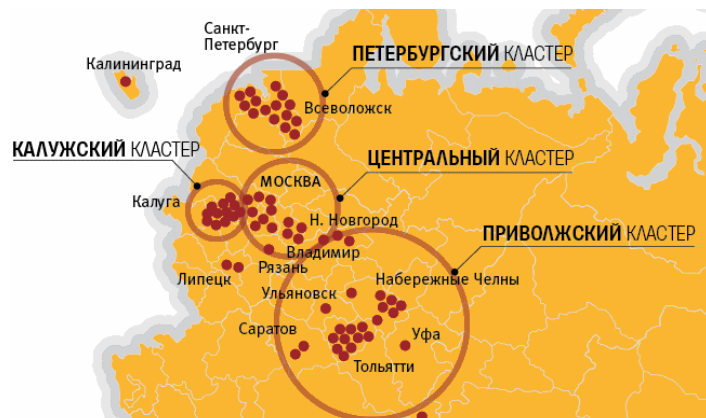 Санкт-
Петербург
ПЕТЕРБУРГСКИЙ КЛАСТЕР
Калининград
Всеволожск
КАЛУЖСКИЙ КЛАСТЕР
ЦЕНТРАЛЬНЫЙ КЛАСТЕР
МОСКВА
Калуга
Н. Новгород
ПРИВОЛЖСКИЙ КЛАСТЕР
Владимир
Рязань
Липецк
Набережные Челны
Ульяновск
Саратов
Уфа
Тольятти